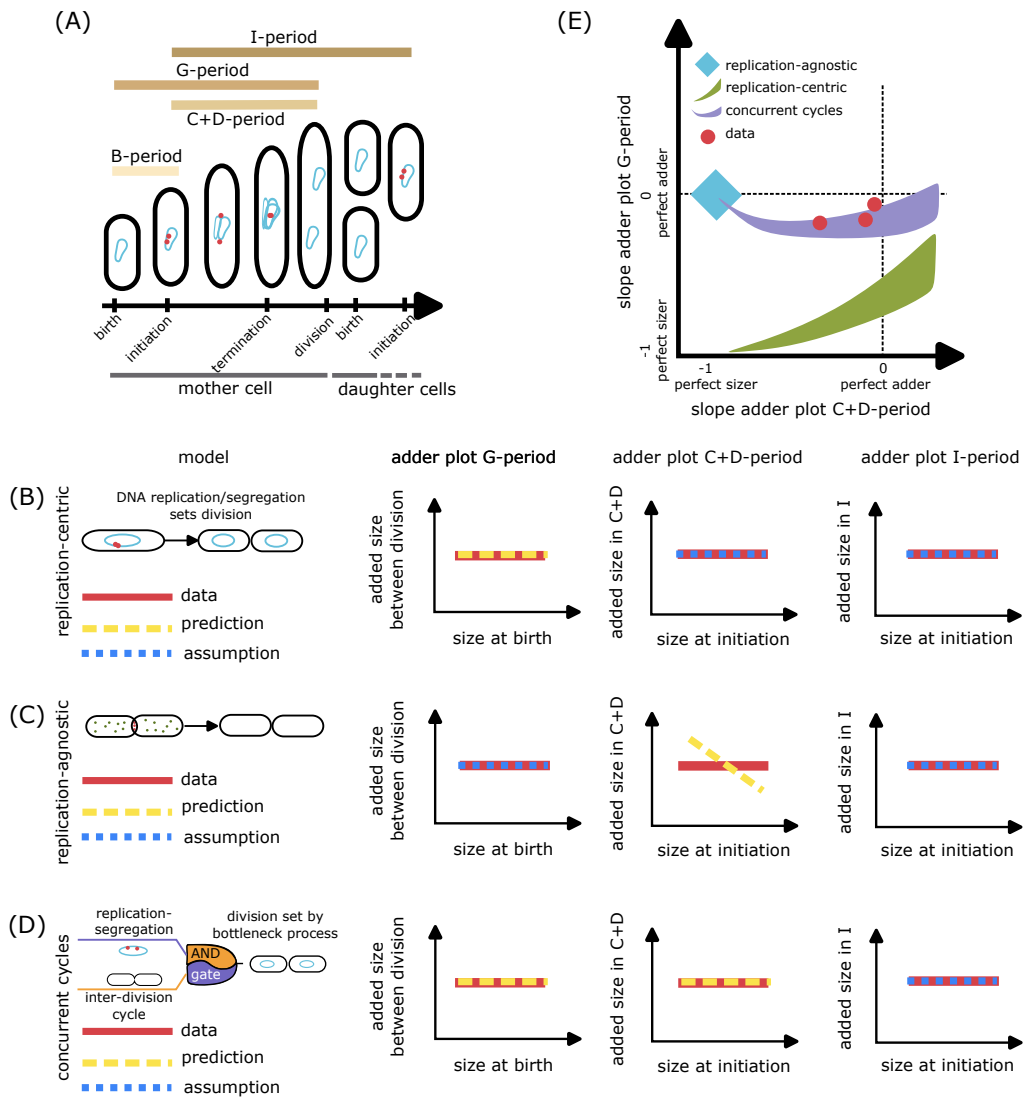 (A)
I-period
G-period
C+D-period
B-period
birth
initiation
termination
division
birth
initiation
mother cell
daughter cells
(E)
replication-agnostic
replication-centric
concurrent cycles
data
slope adder plot G-period
0
perfect adder
-1
perfect sizer
-1
perfect sizer
0
perfect adder
slope adder plot C+D-period
model
adder plot G-period
adder plot C+D-period
adder plot I-period
(B)
replication-centric
DNA replication/segregation
sets division
data
prediction
assumption
added size
between division
size at birth
added size in C+D
size at initiation
added size in I
size at initiation
(C)
replication-agnostic
data
prediction
assumption
added size
between division
size at birth
added size in C+D
size at initiation
added size in I
size at initiation
(D)
concurrent cycles
replication-
segregation
division set by
bottleneck process
AND
gate
inter-division
cycle
data
prediction
assumption
added size
between division
size at birth
added size in C+D
size at initiation
added size in I
size at initiation